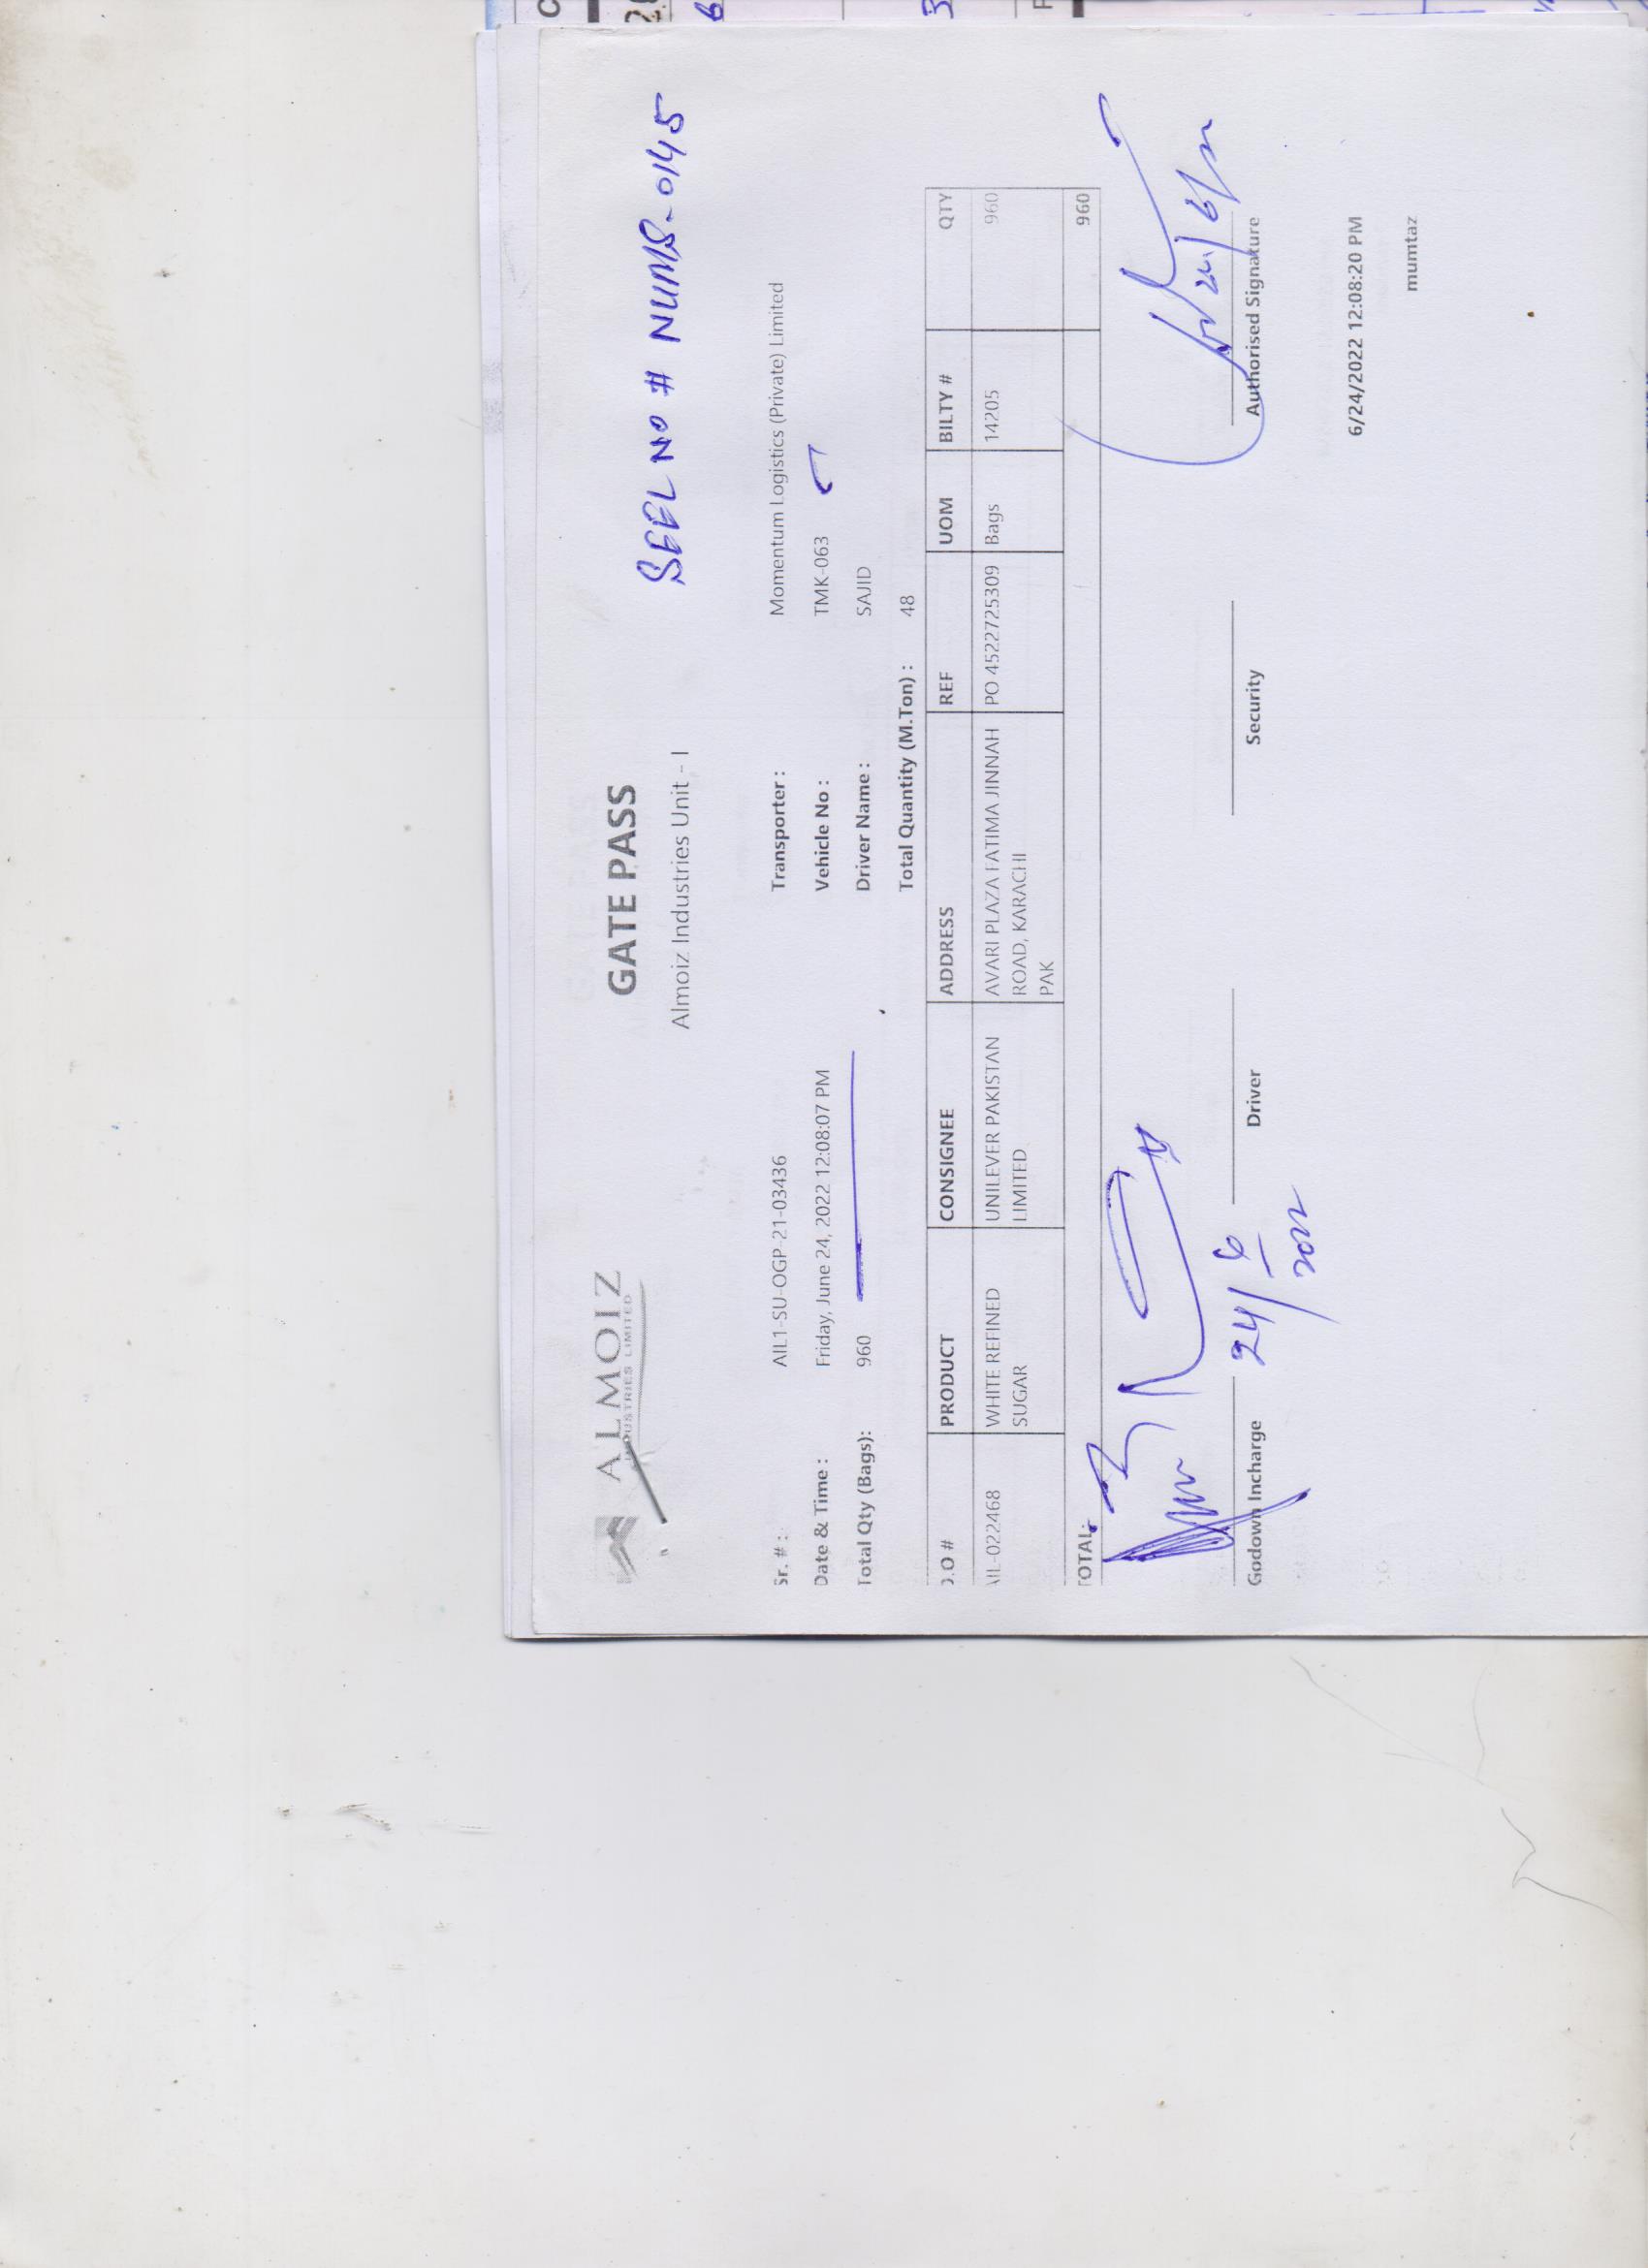 ALMOIZ
INDUSTRIES LIMITED
GATE PASS
Almoiz Industries Unit - I
SEEL NO # NUMS-0145
Sr. # : AIL1-SU-OGP-21-03436 Transporter : Momentum Logistics (Private) Limited
Date & Time : Friday, June 24, 2022 12:08:07 PM Vehicle No : TMK-063
Total Qty (Bags): 960 Driver Name : SAJID
Total Quantity (M.Ton) : 48
D.O # PRODUCT CONSIGNEE ADDRESS REF UOM BILTY # QTY
AIL-022468 WHITE REFINED UNILEVER PAKISTAN AVARI PLAZA FATIMA JINNAH PO 4522725309 Bags 14205 960
SUGAR LIMITED ROAD, KARACHI
PAK
TOTAL: 960
24/6
2022
24/6/22
Godown Incharge Driver Security Authorised Signature
6/24/2022 12:08:20 PM
mumtaz